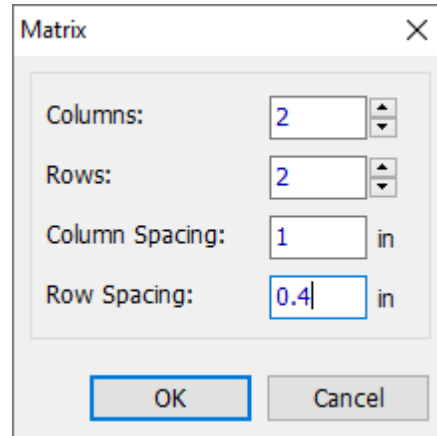 Matrix
Columns: 2
Rows: 2
Column Spacing: 1 in
Row Spacing: 0.4 in
OK Cancel